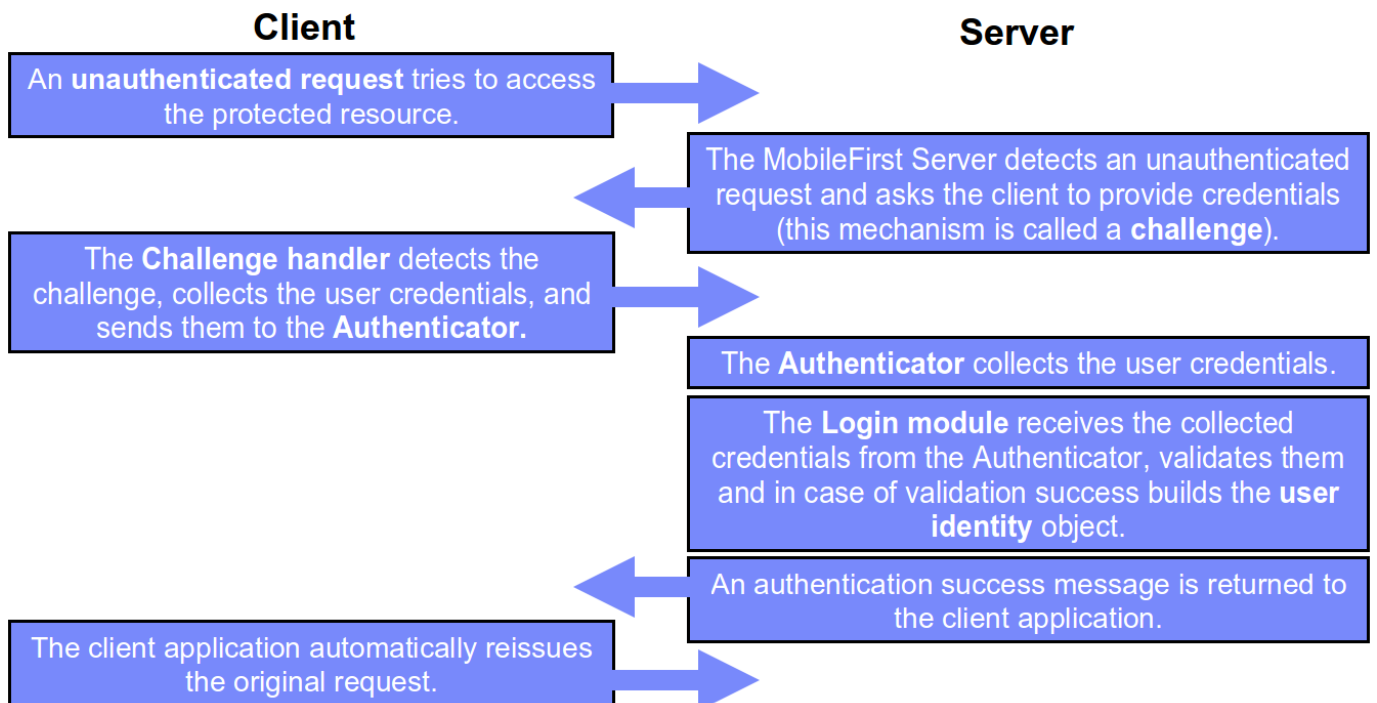 Client
Server
An unauthenticated request tries to access
the protected resource.
The MobileFirst Server detects an unauthenticated
request and asks the client to provide credentials
(this mechanism is called a challenge).
The Challenge handler detects the
challenge, collects the user credentials, and
sends them to the Authenticator.
The Authenticator collects the user credentials.
The Login module receives the collected
credentials from the Authenticator, validates them
and in case of validation success builds the user
identity object.
An authentication success message is returned to
the client application.
The client application automatically reissues
the original request.